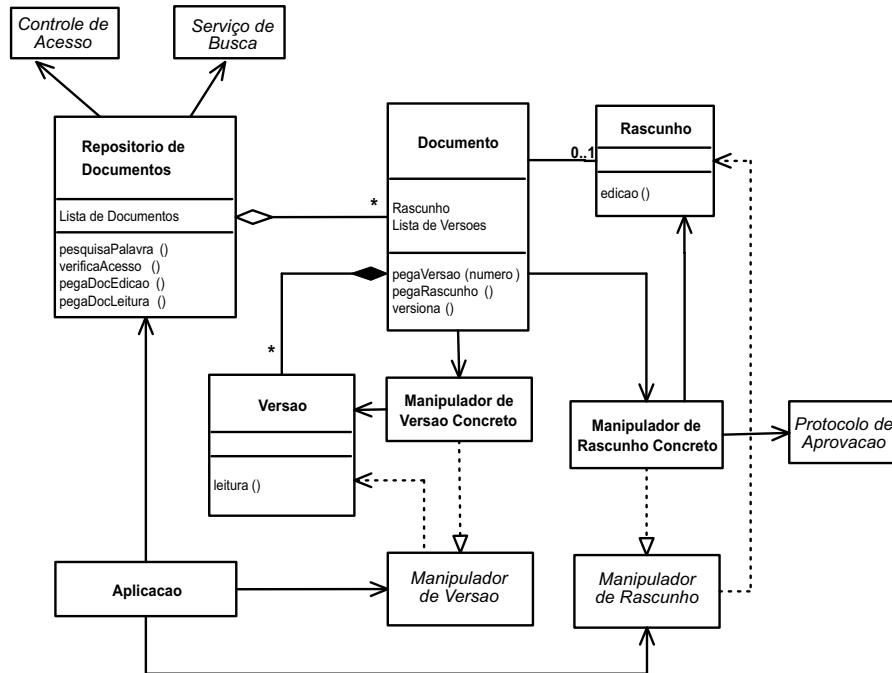 Controle de
Acesso
Serviço de
Busca
Repositorio de
Documentos
Lista de Documentos
pesquisaPalavra ()
verificaAcesso ()
pegaDocEdicao ()
pegaDocLeitura ()
*
Documento
Rascunho
Lista de Versoes
pegaVersao (numero )
pegaRascunho ()
versiona ()
0..1
Rascunho
edicao ()
*
Versao
leitura ()
Manipulador de
Versao Concreto
Manipulador de
Rascunho Concreto
Protocolo de
Aprovacao
Aplicacao
Manipulador
de Versao
Manipulador
de Rascunho